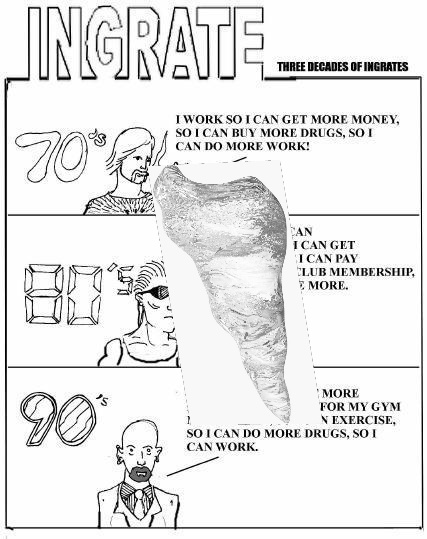 INGRATE
THREE DECADES OF INGRATES
I WORK SO I CAN GET MORE MONEY,
SO I CAN BUY MORE DRUGS, SO I
CAN DO MORE WORK!
70's
CAN
I CAN GET
I CAN PAY
CLUB MEMBERSHIP,
MORE.
80's
MORE
FOR MY GYM
EXERCISE,
SO I CAN DO MORE DRUGS, SO I
CAN WORK.
90's